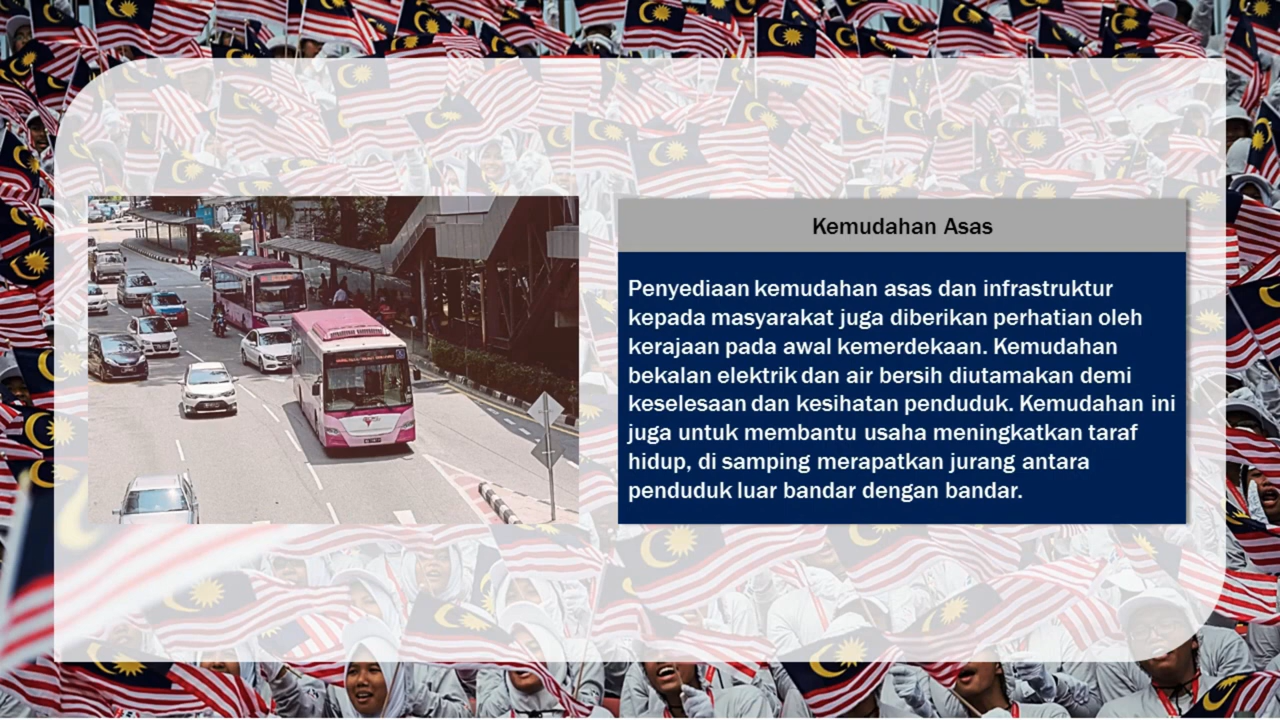 Kemudahan Asas
Penyediaan kemudahan asas dan infrastruktur
kepada masyarakat juga diberikan perhatian oleh
kerajaan pada awal kemerdekaan. Kemudahan
bekalan elektrik dan air bersih diutamakan demi
keselesaan dan kesihatan penduduk. Kemudahan ini
juga untuk membantu usaha meningkatkan taraf
hidup, di samping merapatkan jurang antara
penduduk luar bandar dengan bandar.